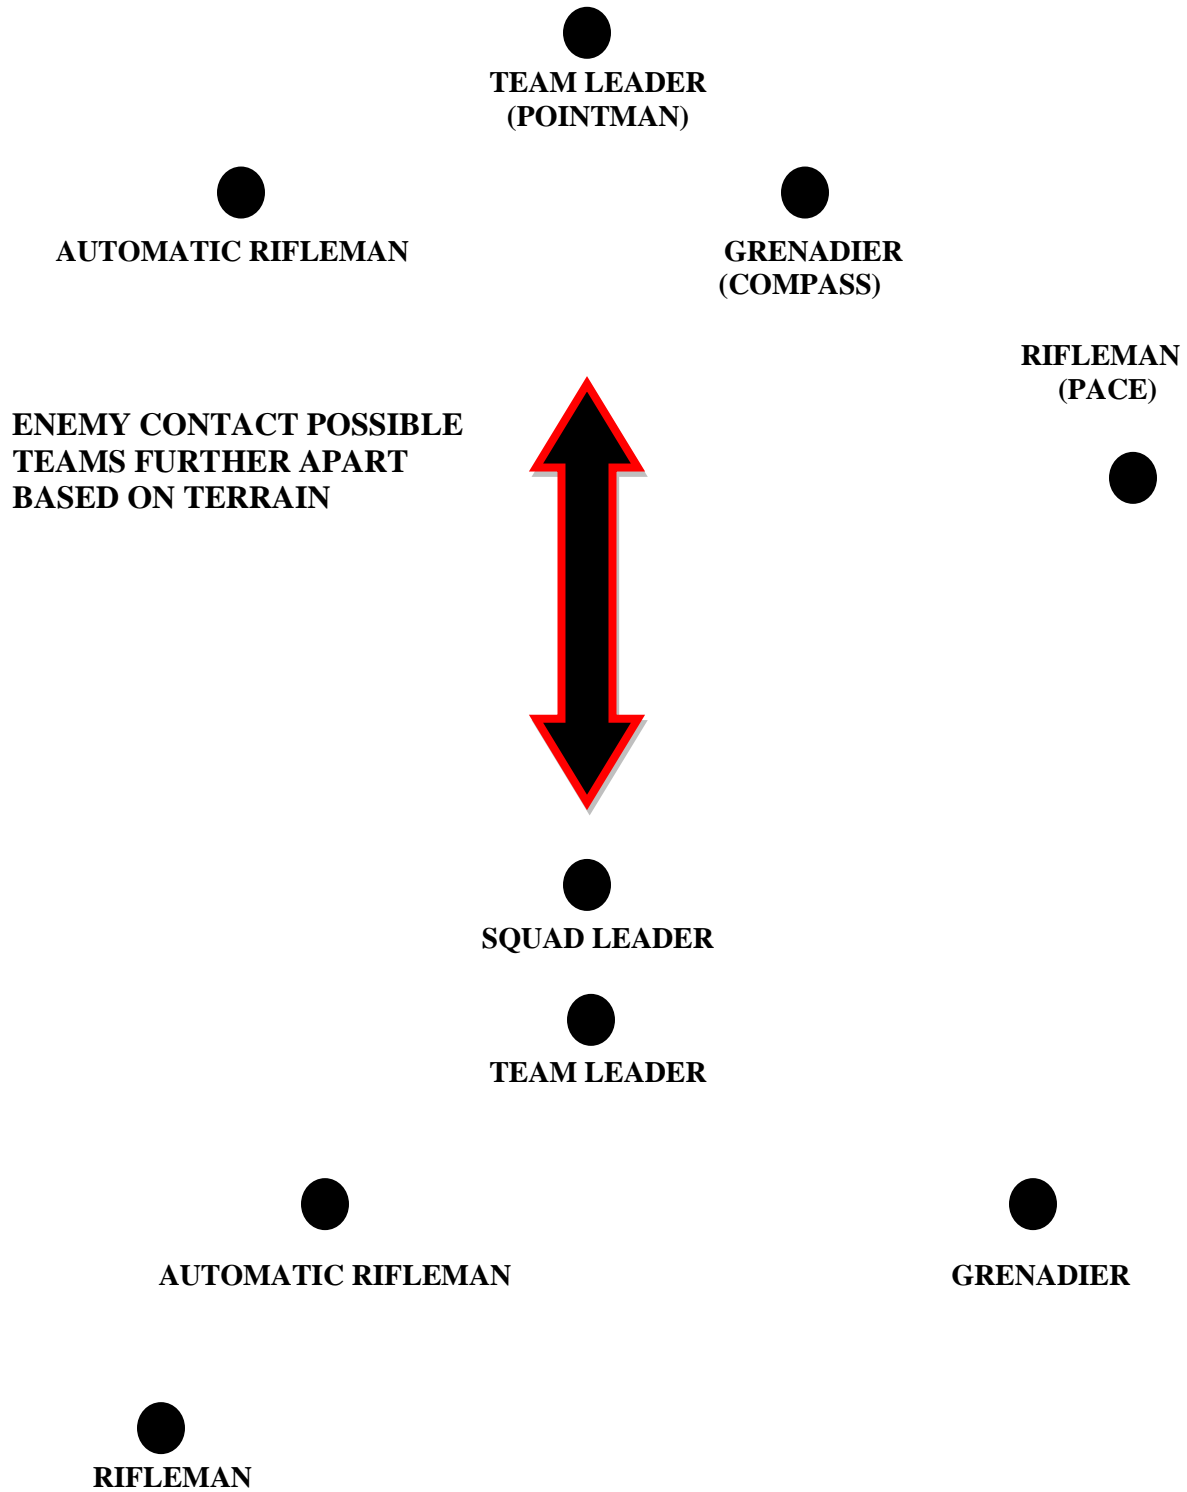 TEAM LEADER
(POINTMAN)
AUTOMATIC RIFLEMAN
GRENADIER
(COMPASS)
RIFLEMAN
(PACE)
ENEMY CONTACT POSSIBLE
TEAMS FURTHER APART
BASED ON TERRAIN
SQUAD LEADER
TEAM LEADER
AUTOMATIC RIFLEMAN
GRENADIER
RIFLEMAN